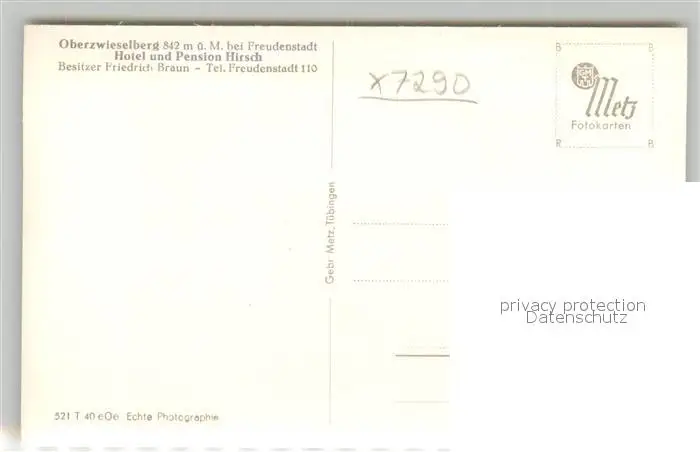 Oberzwieselberg 842 m ü. M. bei Freudenstadt
Hotel und Pension Hirsch
Besitzer Friedrich Braun – Tel. Freudenstadt 110
x7290
B B
Metz
Fotokarten
R B
Gebr. Metz, Tübingen
privacy protection
Datenschutz
521 T 40 eOe Echte Photographie